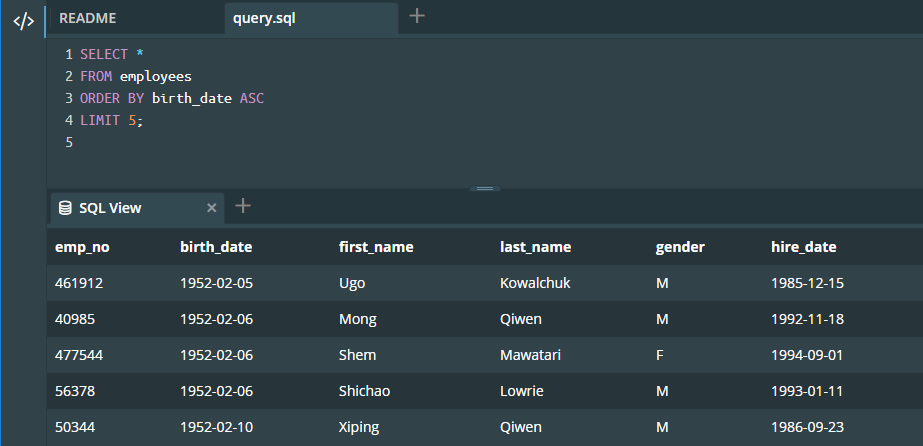 </> README query.sql +
1 SELECT *
2 FROM employees
3 ORDER BY birth_date ASC
4 LIMIT 5;
5
SQL View × +
emp_no birth_date first_name last_name gender hire_date
461912 1952-02-05 Ugo Kowalchuk M 1985-12-15
40985 1952-02-06 Mong Qiwen M 1992-11-18
477544 1952-02-06 Shem Mawatari F 1994-09-01
56378 1952-02-06 Shichao Lowrie M 1993-01-11
50344 1952-02-10 Xiping Qiwen M 1986-09-23